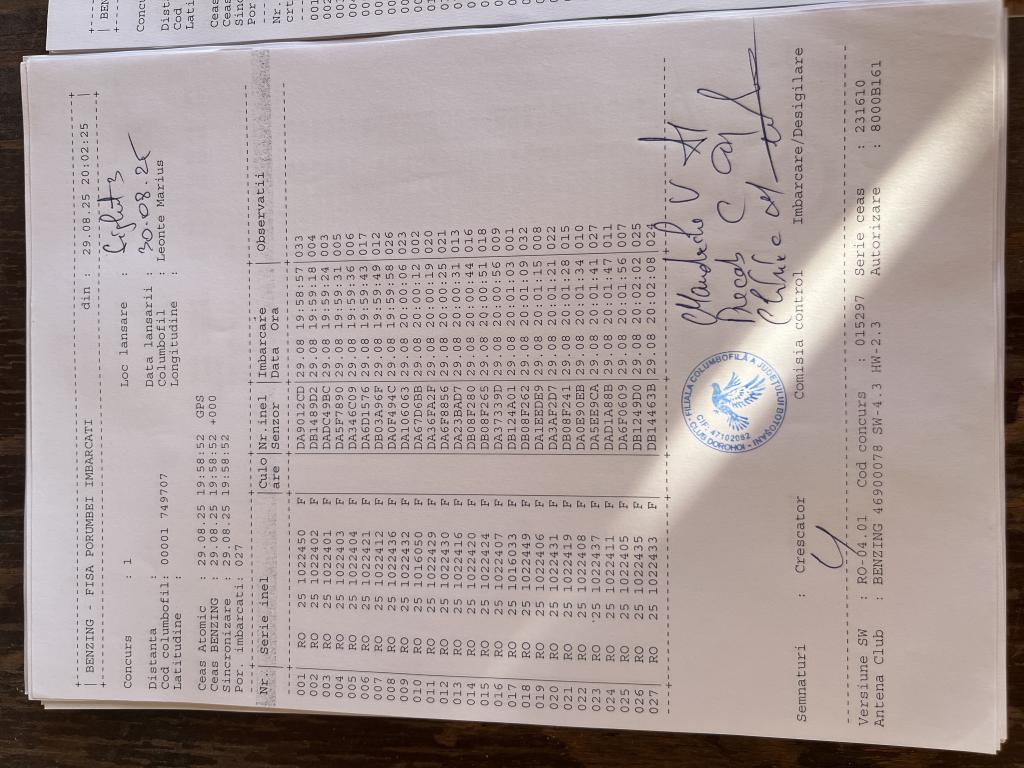 BENZING - FISA PORUMBEI IMBARCATI din : 29.08.25 20:02:25
Concurs : 1 Loc lansare :
Distanta : Data lansarii : 30.08.25
Cod columbofil: 00001 749707 Columbofil : Leonte Marius
Latitudine : Longitudine :
Ceas Atomic : 29.08.25 19:58:52 GPS
Ceas BENZING : 29.08.25 19:58:52 +000
Sincronizare : 29.08.25 19:58:52
Por. imbarcati: 027
Nr. Serie inel Culo Nr.inel Imbarcare Observatii
are Senzor Data Ora
001 RO 25 1022450 F DA9012CD 29.08 19:58:57 033
002 RO 25 1022402 F DB1489D2 29.08 19:59:18 004
003 RO 25 1022401 F DADC49BC 29.08 19:59:24 003
004 RO 25 1022403 F DA5F7890 29.08 19:59:31 005
005 RO 25 1022404 F DA346C09 29.08 19:59:36 006
006 RO 25 1022421 F DA6D1576 29.08 19:59:43 017
007 RO 25 1022412 F DB03A96F 29.08 19:59:49 012
008 RO 25 1022436 F DADF494C 29.08 19:59:58 026
009 RO 25 1022432 F DA106063 29.08 20:00:06 023
010 RO 25 1016050 F DA67D6BB 29.08 20:00:12 002
011 RO 25 1022429 F DA36FA2F 29.08 20:00:19 020
012 RO 25 1022430 F DA6F8856 29.08 20:00:25 021
013 RO 25 1022416 F DA23BAD7 29.08 20:00:31 013
014 RO 25 1022420 F DB08F280 29.08 20:00:44 016
015 RO 25 1022424 F DB08F265 29.08 20:00:51 018
016 RO 25 1022407 F DA37339D 29.08 20:00:56 009
017 RO 25 1016033 F DB124A01 29.08 20:01:03 001
018 RO 25 1022449 F DB08F262 29.08 20:01:09 032
019 RO 25 1022406 F DA1EEDE9 29.08 20:01:15 008
020 RO 25 1022431 F DA3AF2D7 29.08 20:01:21 022
021 RO 25 1022419 F DB08F241 29.08 20:01:28 015
022 RO 25 1022408 F DA0E90EB 29.08 20:01:34 010
023 RO 25 1022437 F DA5EE9CA 29.08 20:01:41 027
024 RO 25 1022411 F DAD1A88B 29.08 20:01:47 011
025 RO 25 1022405 F DA6F0609 29.08 20:01:56 007
026 RO 25 1022435 F DB1249D0 29.08 20:02:02 025
027 RO 25 1022433 F DB14463B 29.08 20:02:08 024
FILIALA COLUMBOFILĂ A JUDEȚULUI BOTOȘANI
CIF: 47102082
CLUB DOROHOI
Semnaturi : Crescator Comisia control Imbarcare/Desigilare
Versiune SW : RO-04.01 Cod concurs : 015297 Serie ceas : 231610
Antena Club : BENZING 46900078 SW-4.3 HW-2.3 Autorizare : 8000B161